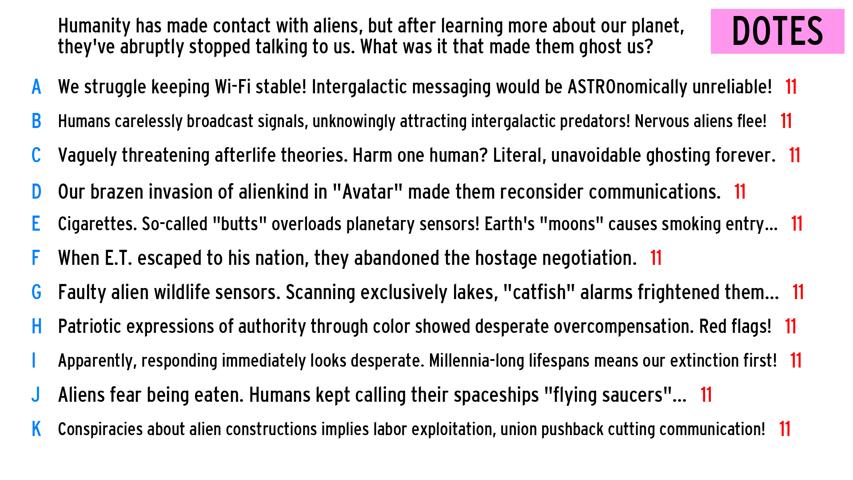 Humanity has made contact with aliens, but after learning more about our planet,
they've abruptly stopped talking to us. What was it that made them ghost us?
DOTES
A We struggle keeping Wi-Fi stable! Intergalactic messaging would be ASTROnomically unreliable! 11
B Humans carelessly broadcast signals, unknowingly attracting intergalactic predators! Nervous aliens flee! 11
C Vaguely threatening afterlife theories. Harm one human? Literal, unavoidable ghosting forever. 11
D Our brazen invasion of alienkind in "Avatar" made them reconsider communications. 11
E Cigarettes. So-called "butts" overloads planetary sensors! Earth's "moons" causes smoking entry... 11
F When E.T. escaped to his nation, they abandoned the hostage negotiation. 11
G Faulty alien wildlife sensors. Scanning exclusively lakes, "catfish" alarms frightened them... 11
H Patriotic expressions of authority through color showed desperate overcompensation. Red flags! 11
I Apparently, responding immediately looks desperate. Millennia-long lifespans means our extinction first! 11
J Aliens fear being eaten. Humans kept calling their spaceships "flying saucers"... 11
K Conspiracies about alien constructions implies labor exploitation, union pushback cutting communication! 11